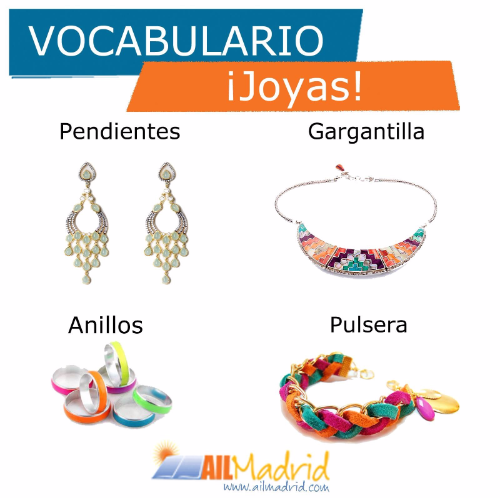 VOCABULARIO
¡Joyas!
Pendientes
Gargantilla
Anillos
Pulsera
AILMadrid
www.ailmadrid.com